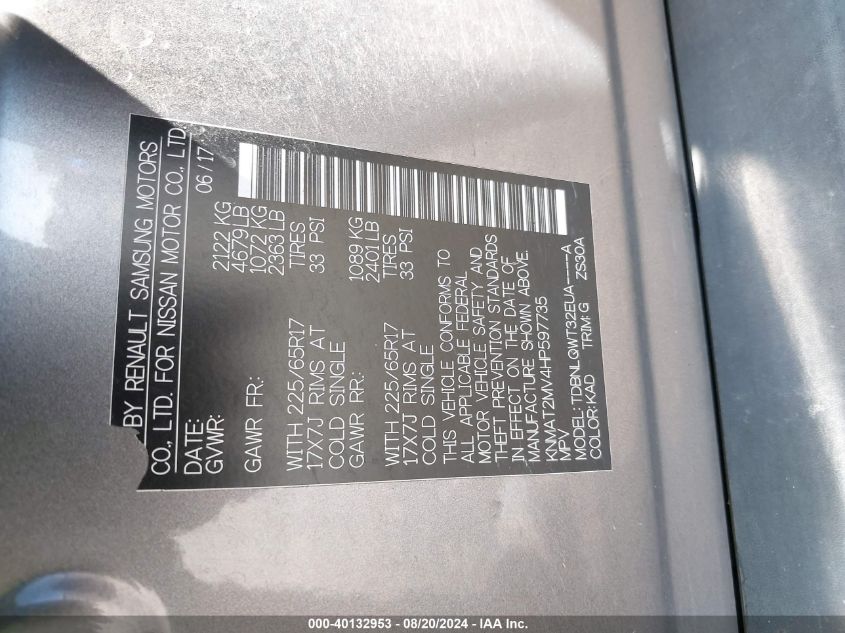 BY RENAULT SAMSUNG MOTORS
CO., LTD. FOR NISSAN MOTOR CO., LTD.
DATE: 06/17
GVWR: 2122 KG
4679 LB
GAWR FR: 1072 KG
2363 LB
WITH 225/65R17 TIRES
17X7J RIMS AT 33 PSI
COLD SINGLE
GAWR RR: 1089 KG
2401 LB
WITH 225/65R17 TIRES
17X7J RIMS AT 33 PSI
COLD SINGLE
THIS VEHICLE CONFORMS TO
ALL APPLICABLE FEDERAL
MOTOR VEHICLE SAFETY AND
THEFT PREVENTION STANDARDS
IN EFFECT ON THE DATE OF
MANUFACTURE SHOWN ABOVE.
KNMAT2MV4HP597735
MPV
MODEL: TDBNLQWT32EUA-----A
COLOR: KAD TRIM: G ZS30A
000-40132953 - 08/20/2024 - IAA Inc.